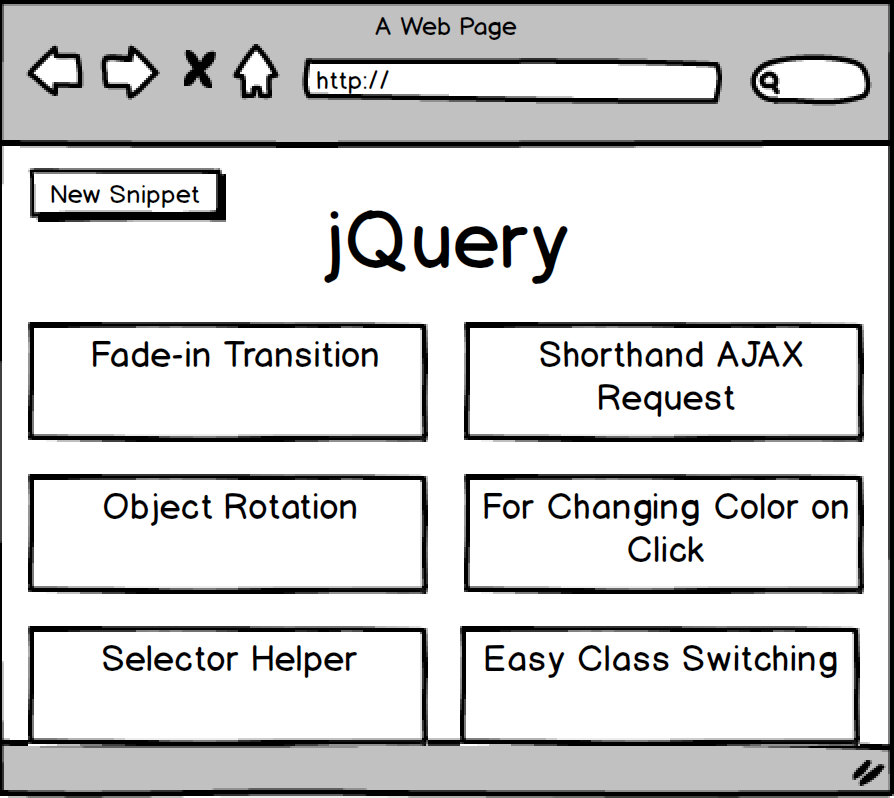 A Web Page
http://
New Snippet
jQuery
Fade-in Transition
Shorthand AJAX
Request
Object Rotation
For Changing Color on
Click
Selector Helper
Easy Class Switching